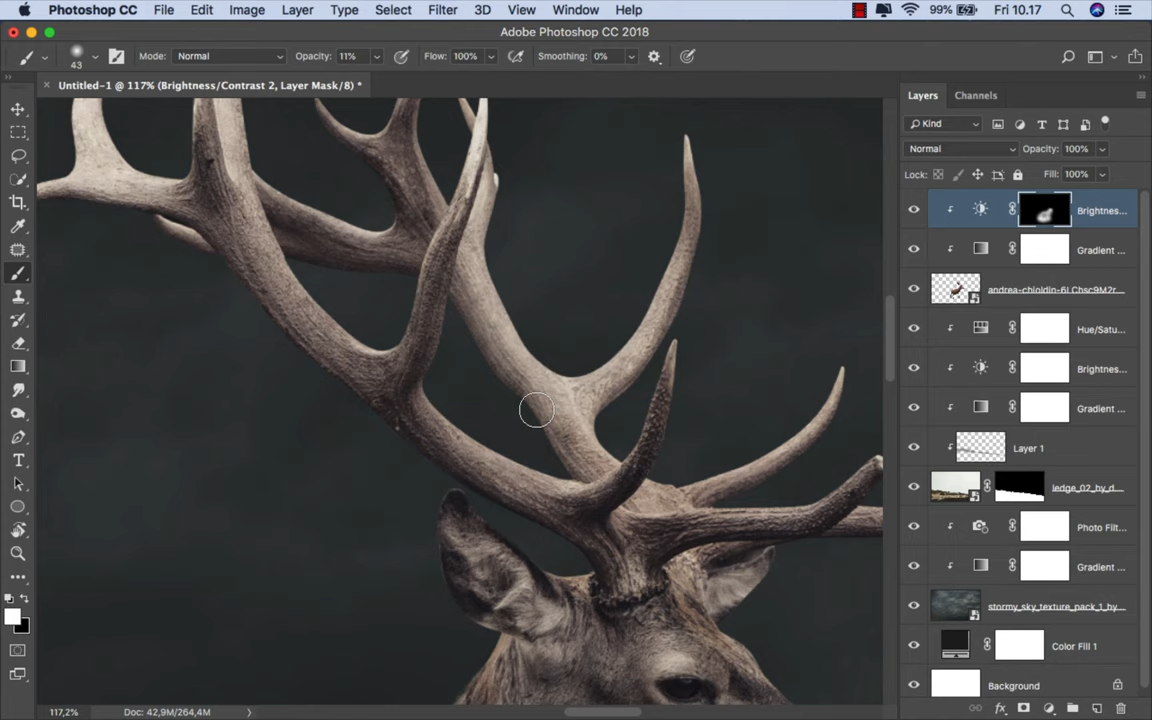 Photoshop CC File Edit Image Layer Type Select Filter 3D View Window Help 99% Fri 10.17
Adobe Photoshop CC 2018
43 Mode: Normal Opacity: 11% Flow: 100% Smoothing: 0%
Untitled-1 @ 117% (Brightness/Contrast 2, Layer Mask/8) *
Layers Channels
Kind
Normal Opacity: 100%
Lock: Fill: 100%
Brightnes...
Gradient ...
Hue/Satu...
Brightnes...
Gradient ...
Layer 1
ledge_02_by_d...
Photo Filt...
Gradient ...
stormy_sky_texture_pack_1_by...
Color Fill 1
Background
117,2% Doc: 42,9M/264,4M